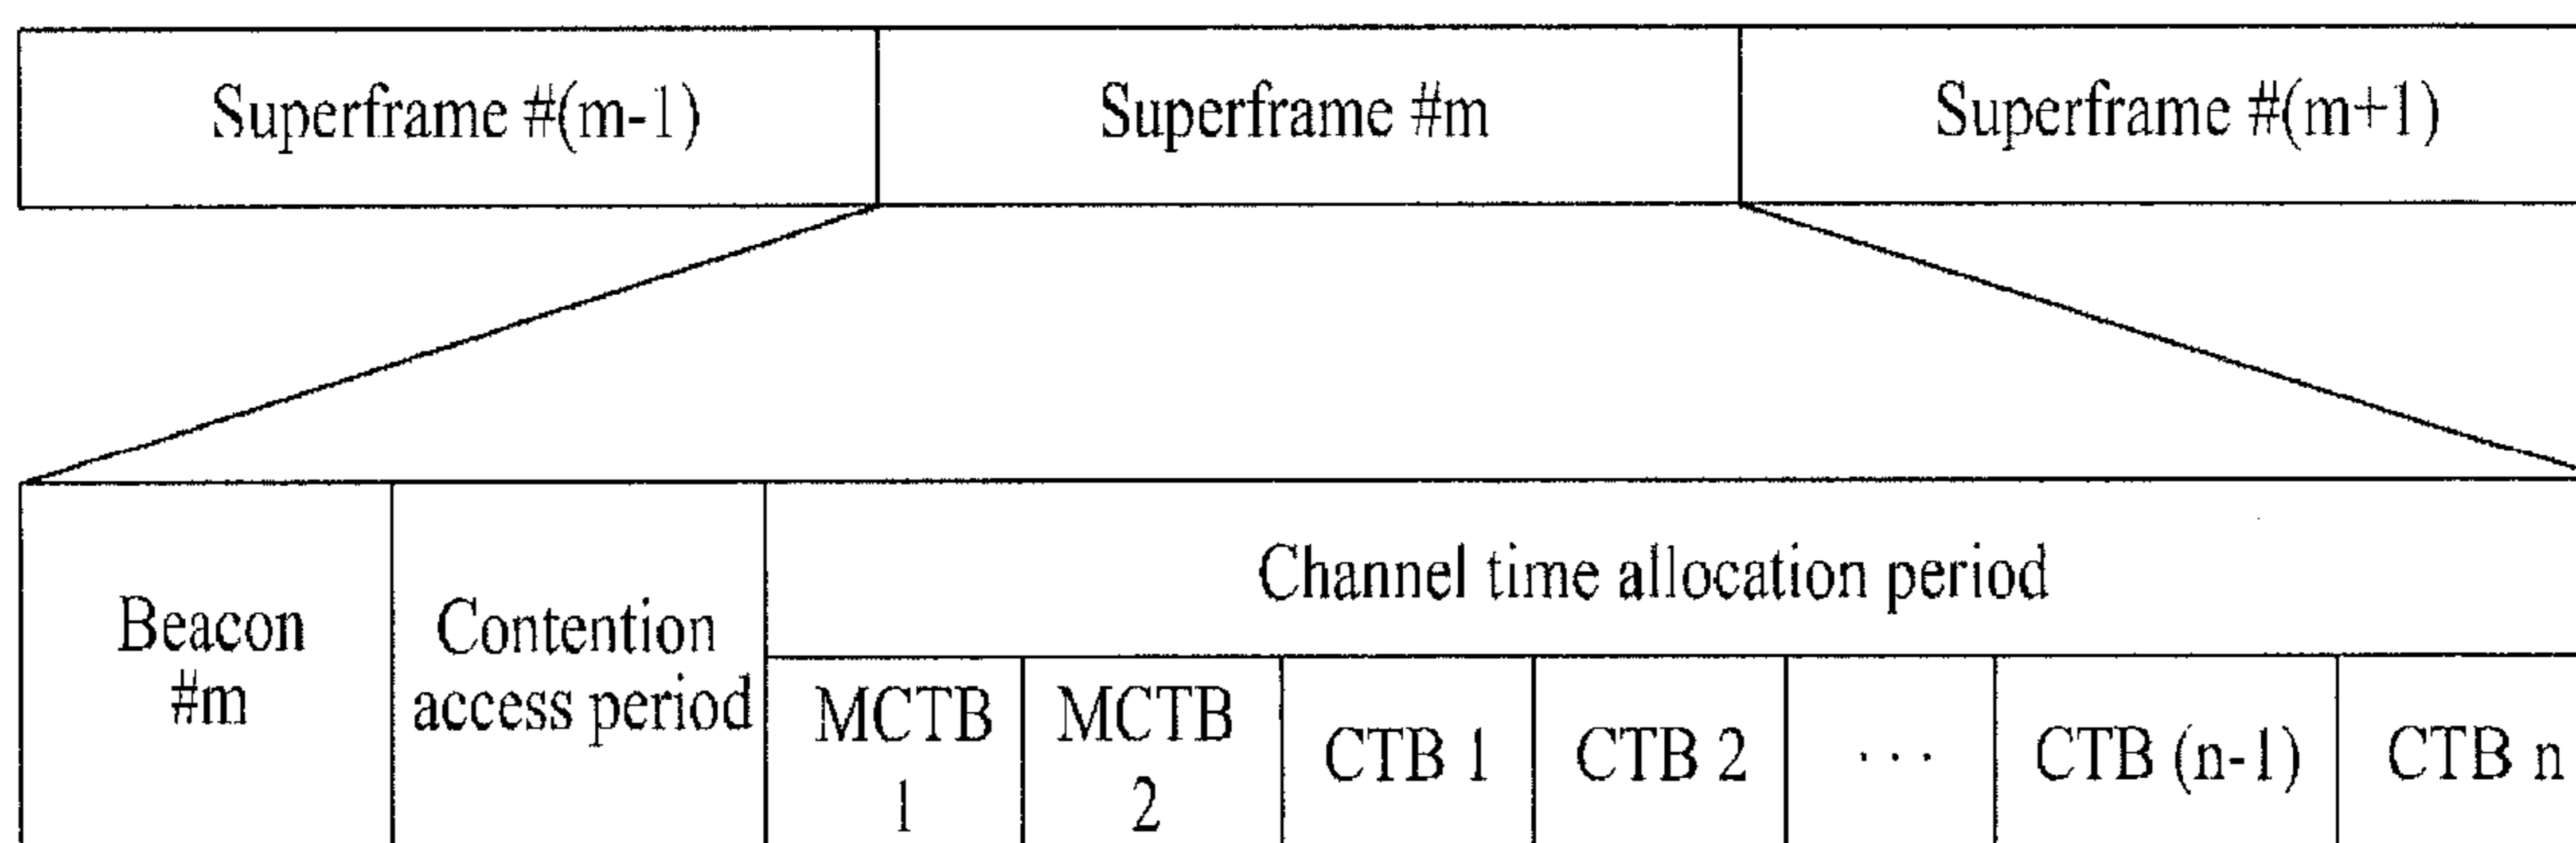 Superframe #(m-1)
Superframe #m
Superframe #(m+1)
Channel time allocation period
Beacon
#m
Contention
access period
MCTB
1
MCTB
2
CTB 1
CTB 2
...
CTB (n-1)
CTB n